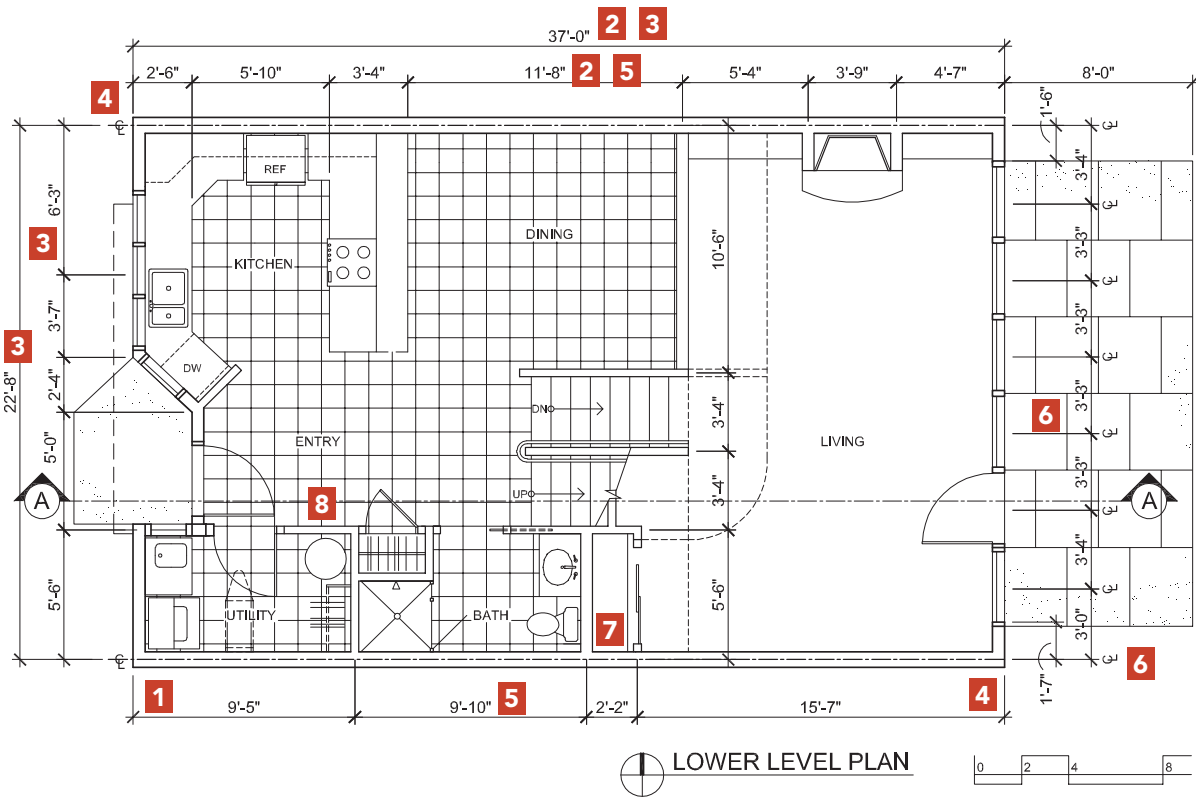 37'-0" 2 3
2'-6" 5'-10" 3'-4" 11'-8" 2 5 5'-4" 3'-9" 4'-7" 8'-0"
4
1'-6"
℄ ℄
REF
3'-4"
℄
6'-3"
DINING
3
KITCHEN
10'-6"
3'-3"
℄
3'-7"
3'-3"
3
22'-8"
℄
DW
2'-4"
3'-3"
DN
3'-4"
6
5'-0"
ENTRY
LIVING
℄
3'-3"
UP
3'-4"
A
8
A
℄
3'-4"
5'-6"
5'-6"
℄
UTILITY
BATH
7
3'-0"
℄ ℄
6
1
1'-7"
4
9'-5" 9'-10" 5 2'-2" 15'-7"
LOWER LEVEL PLAN
0 2 4 8